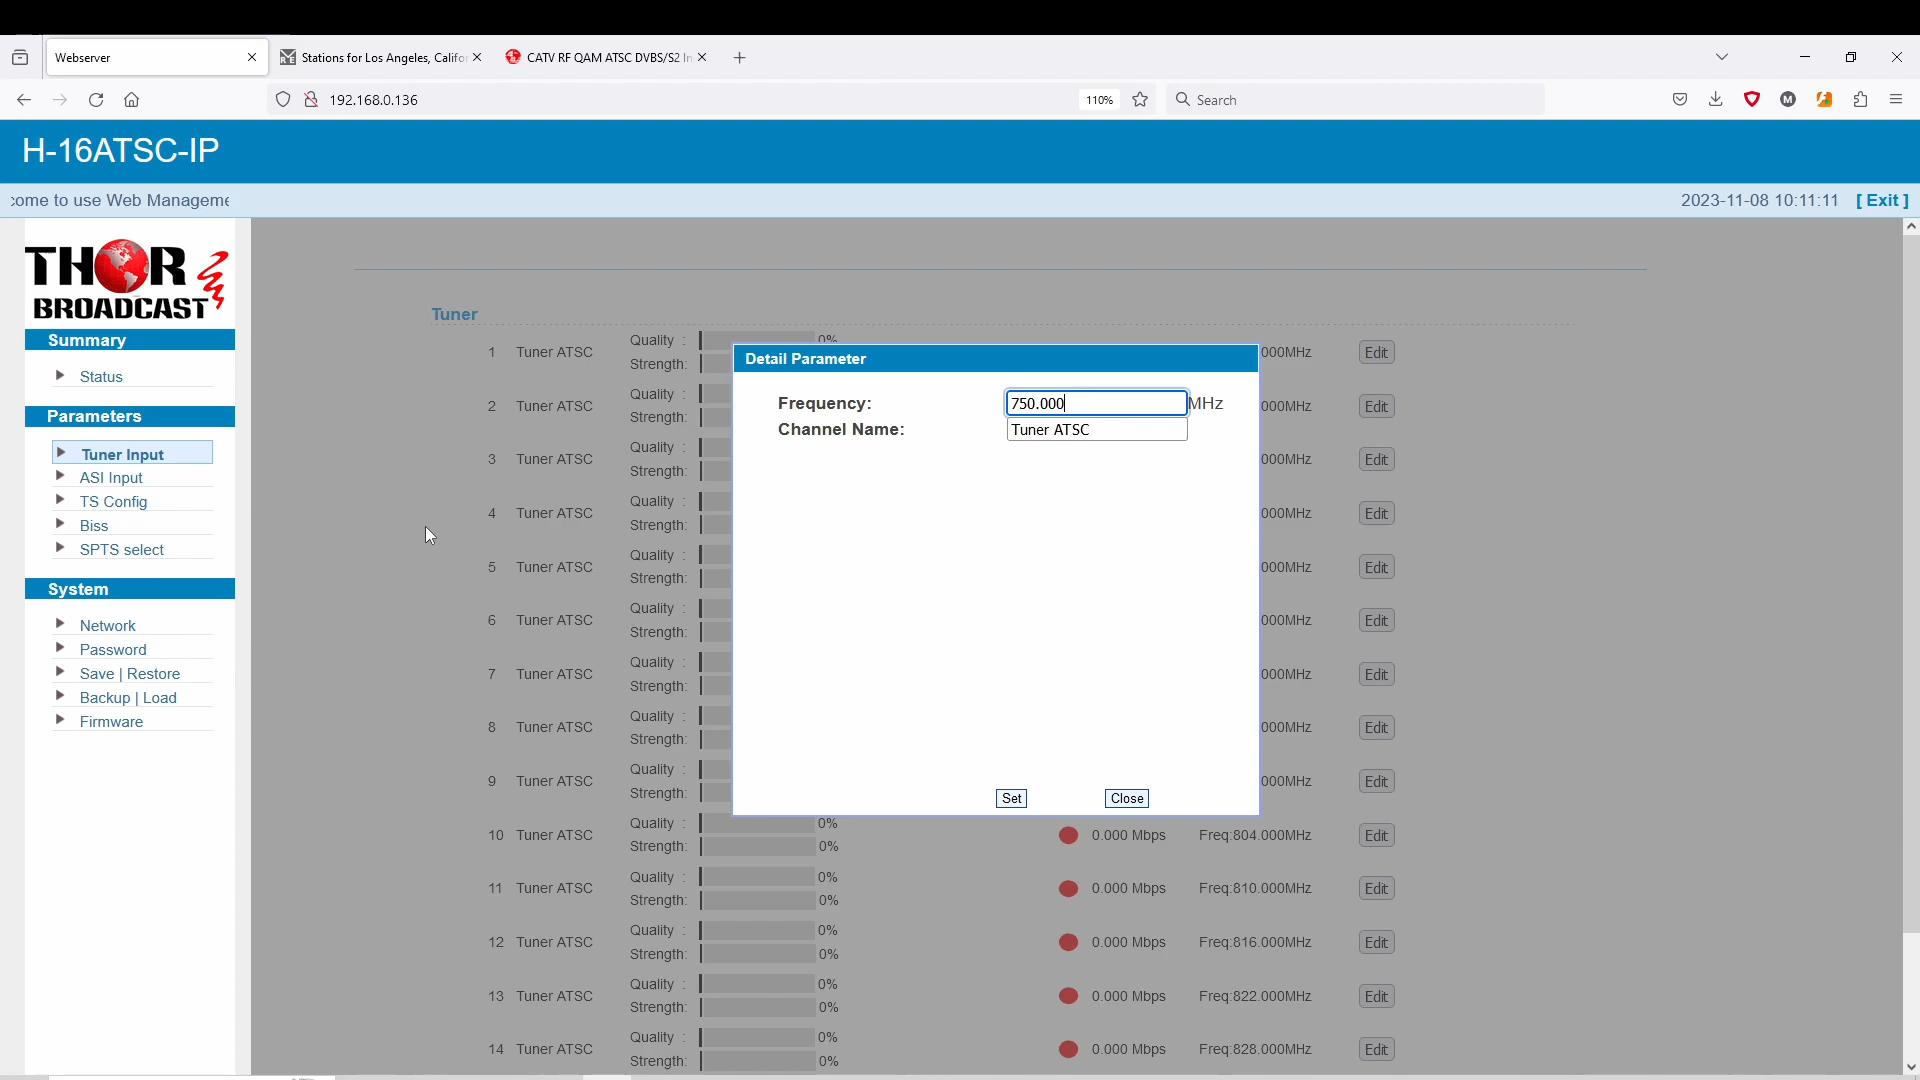 Webserver
Stations for Los Angeles, Califor
CATV RF QAM ATSC DVBS/S2 In
192.168.0.136
110%
Search
H-16ATSC-IP
come to use Web Manageme
2023-11-08 10:11:11 [ Exit ]
THOR
BROADCAST
Summary
Status
Parameters
Tuner Input
ASI Input
TS Config
Biss
SPTS select
System
Network
Password
Save | Restore
Backup | Load
Firmware
Tuner
1 Tuner ATSC Quality : 0% 000MHz Edit
Strength:
2 Tuner ATSC Quality : 000MHz Edit
Strength:
3 Tuner ATSC Quality : 000MHz Edit
Strength:
4 Tuner ATSC Quality : 000MHz Edit
Strength:
5 Tuner ATSC Quality : 000MHz Edit
Strength:
6 Tuner ATSC Quality : 000MHz Edit
Strength:
7 Tuner ATSC Quality : 000MHz Edit
Strength:
8 Tuner ATSC Quality : 000MHz Edit
Strength:
9 Tuner ATSC Quality : 000MHz Edit
Strength:
10 Tuner ATSC Quality : 0% 0.000 Mbps Freq:804.000MHz Edit
Strength: 0%
11 Tuner ATSC Quality : 0% 0.000 Mbps Freq:810.000MHz Edit
Strength: 0%
12 Tuner ATSC Quality : 0% 0.000 Mbps Freq:816.000MHz Edit
Strength: 0%
13 Tuner ATSC Quality : 0% 0.000 Mbps Freq:822.000MHz Edit
Strength: 0%
14 Tuner ATSC Quality : 0% 0.000 Mbps Freq:828.000MHz Edit
Strength: 0%
Detail Parameter
Frequency: 750.000 MHz
Channel Name: Tuner ATSC
Set Close